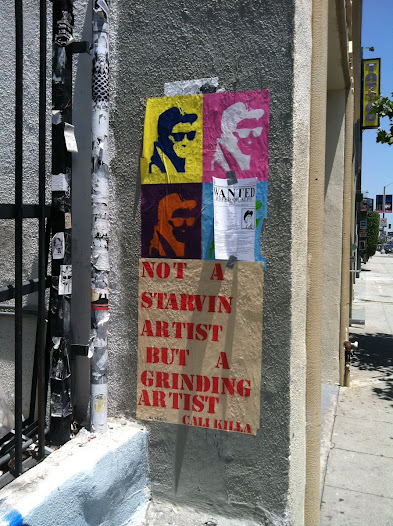 WANTED
NOT A
STARVIN
ARTIST
BUT A
GRINDING
ARTIST
CALI KILLA